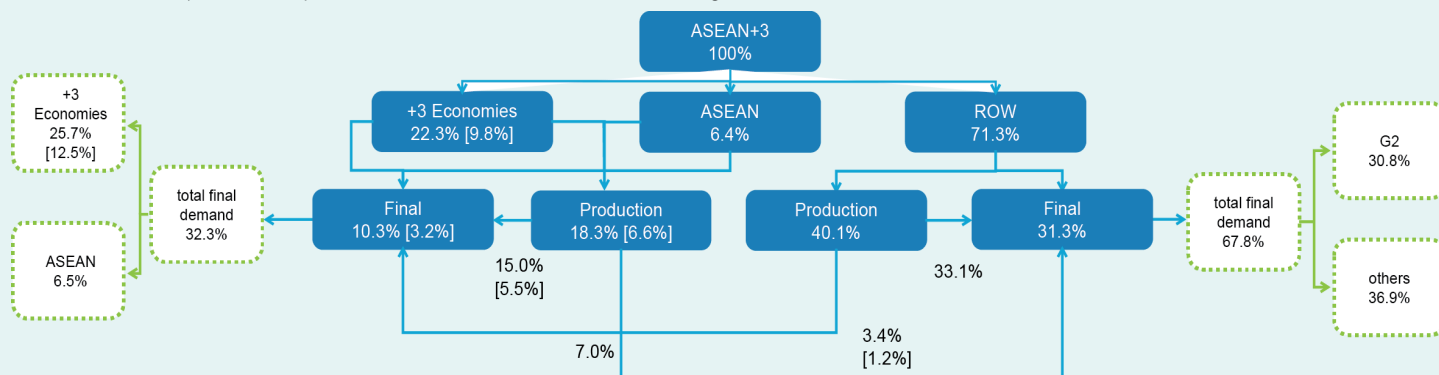 ASEAN+3
100%
+3 Economies
22.3% [9.8%]
ASEAN
6.4%
ROW
71.3%
+3
Economies
25.7%
[12.5%]
ASEAN
6.5%
total final
demand
32.3%
Final
10.3% [3.2%]
Production
18.3% [6.6%]
Production
40.1%
Final
31.3%
total final
demand
67.8%
G2
30.8%
others
36.9%
15.0%
[5.5%]
33.1%
7.0%
3.4%
[1.2%]